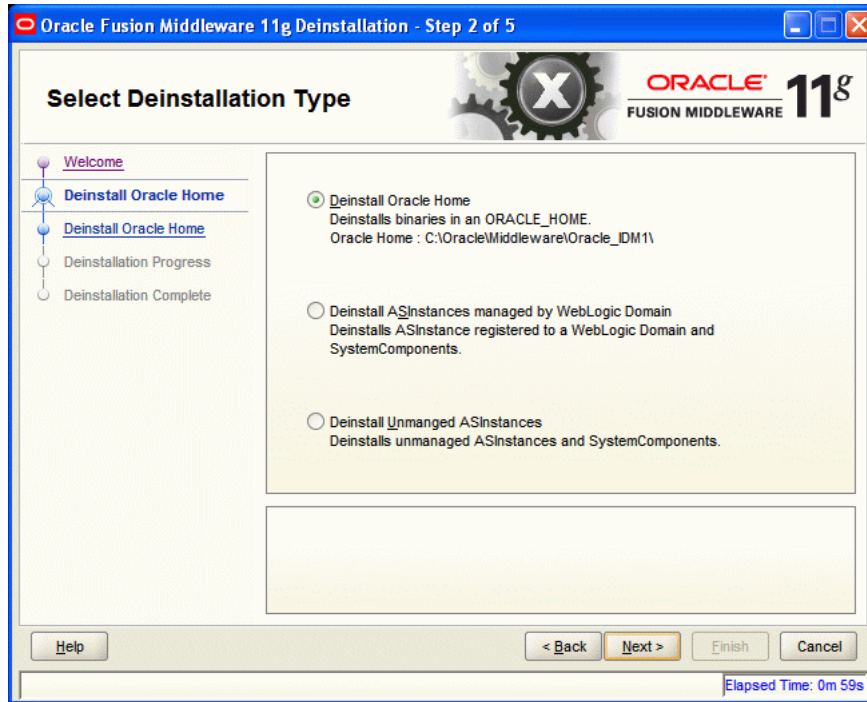 Oracle Fusion Middleware 11g Deinstallation - Step 2 of 5
Select Deinstallation Type
ORACLE
FUSION MIDDLEWARE
11g
Welcome
Deinstall Oracle Home
Deinstall Oracle Home
Deinstallation Progress
Deinstallation Complete
Deinstall Oracle Home
Deinstalls binaries in an ORACLE_HOME.
Oracle Home : C:\Oracle\Middleware\Oracle_IDM1\
Deinstall ASInstances managed by WebLogic Domain
Deinstalls ASInstance registered to a WebLogic Domain and
SystemComponents.
Deinstall Unmanged ASInstances
Deinstalls unmanaged ASInstances and SystemComponents.
Help
< Back
Next >
Finish
Cancel
Elapsed Time: 0m 59s